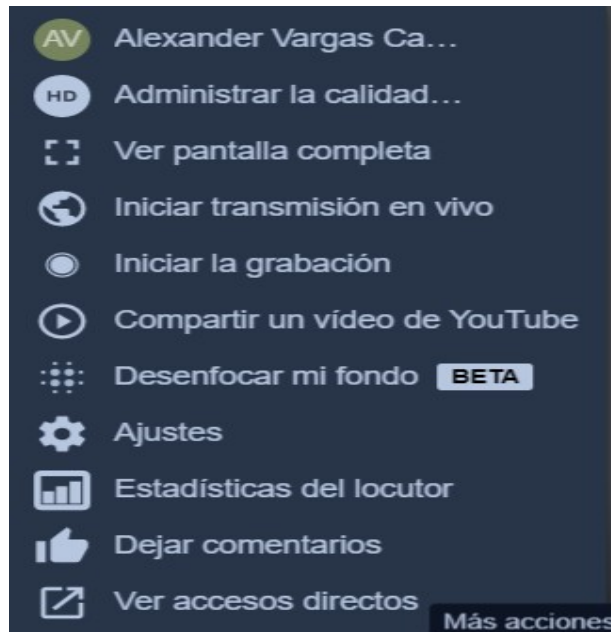 AV Alexander Vargas Ca...
HD Administrar la calidad...
Ver pantalla completa
Iniciar transmisión en vivo
Iniciar la grabación
Compartir un vídeo de YouTube
Desenfocar mi fondo BETA
Ajustes
Estadísticas del locutor
Dejar comentarios
Ver accesos directos
Más acciones